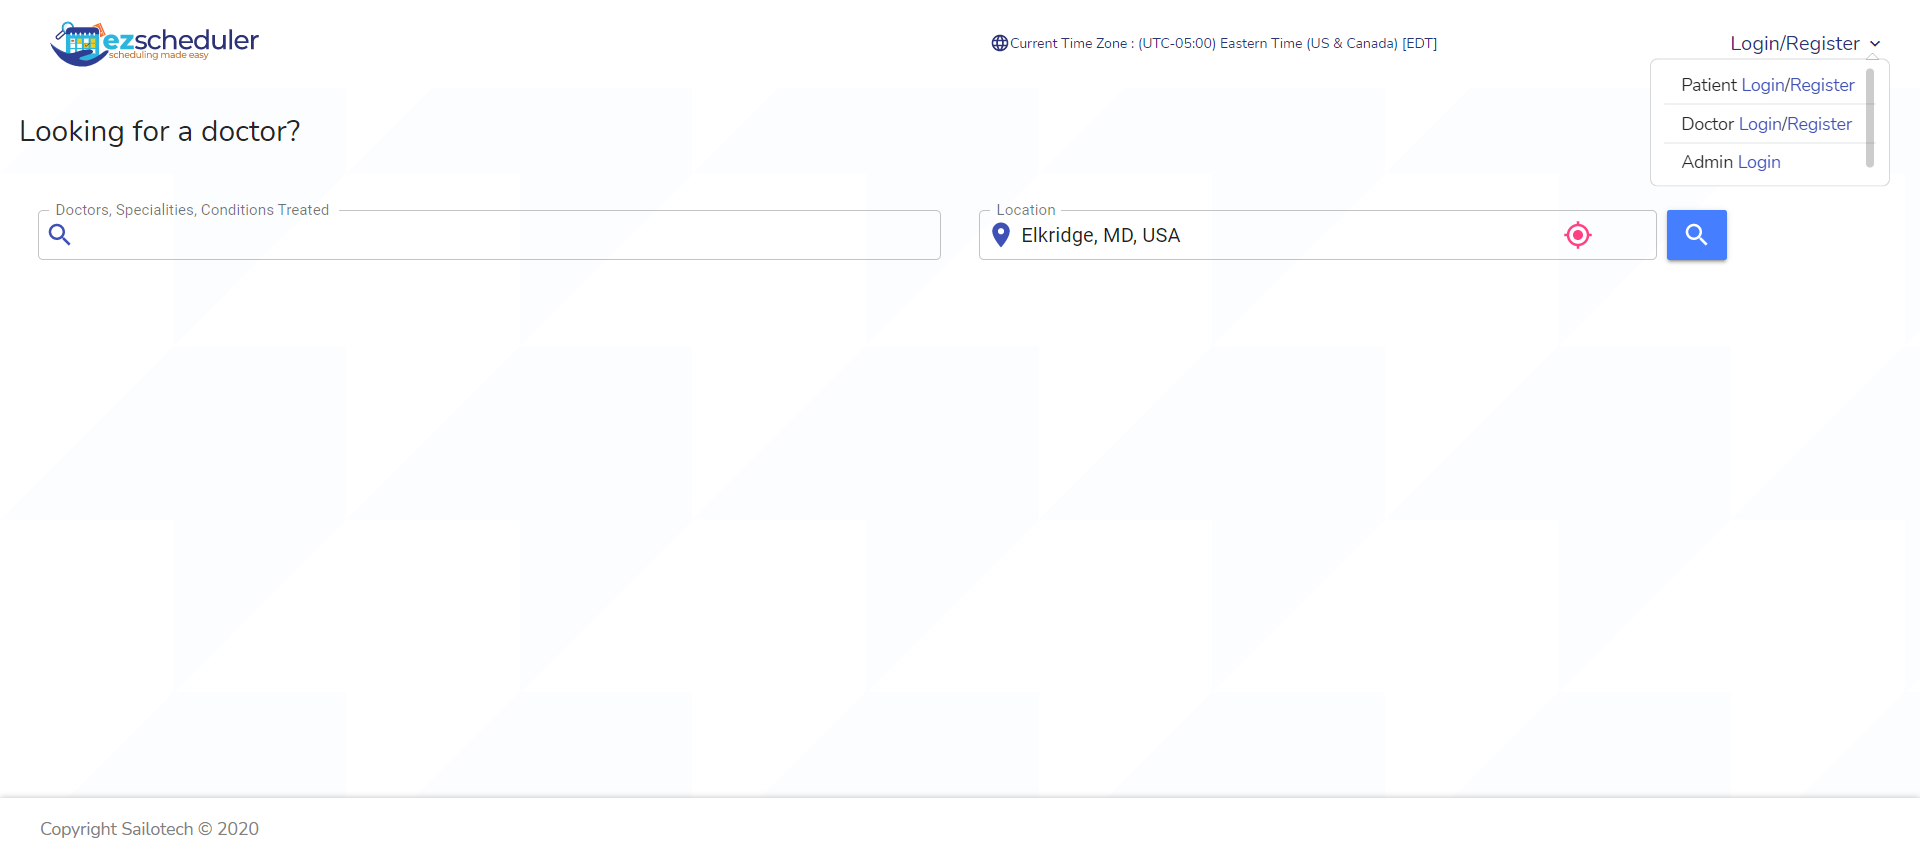 ezscheduler
scheduling made easy
Current Time Zone : (UTC-05:00) Eastern Time (US & Canada) [EDT]
Login/Register
Patient Login/Register
Doctor Login/Register
Admin Login
Looking for a doctor?
Doctors, Specialities, Conditions Treated
Location
Elkridge, MD, USA
Copyright Sailotech © 2020